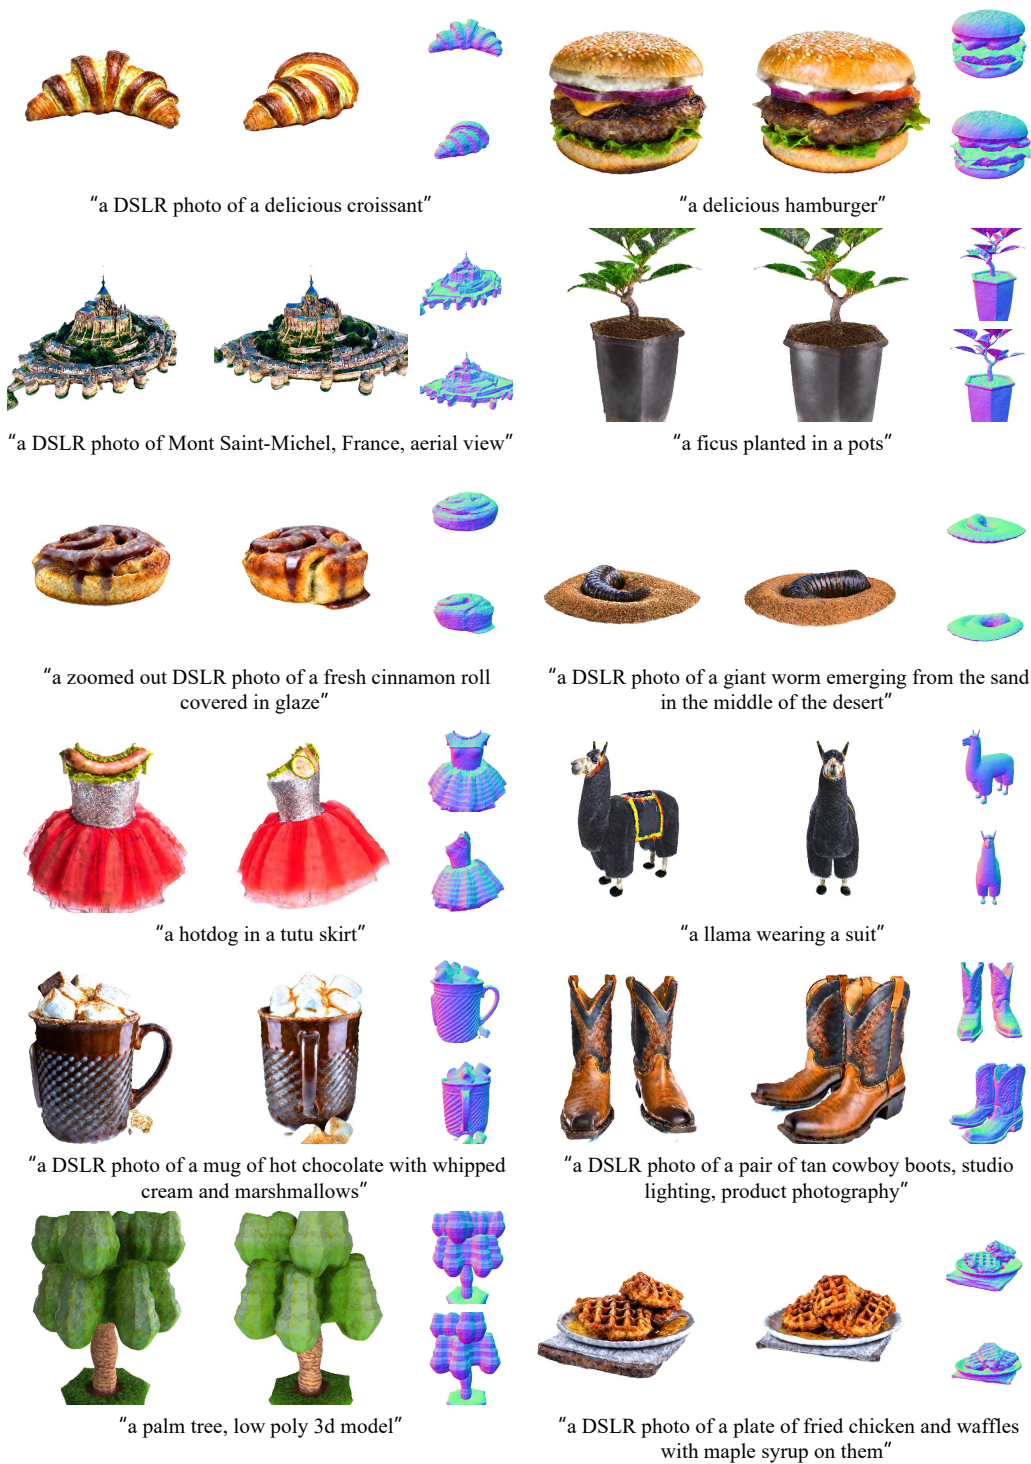 "a DSLR photo of a delicious croissant"
"a delicious hamburger"
"a DSLR photo of Mont Saint-Michel, France, aerial view"
"a ficus planted in a pots"
"a zoomed out DSLR photo of a fresh cinnamon roll
covered in glaze"
"a DSLR photo of a giant worm emerging from the sand
in the middle of the desert"
"a hotdog in a tutu skirt"
"a llama wearing a suit"
"a DSLR photo of a mug of hot chocolate with whipped
cream and marshmallows"
"a DSLR photo of a pair of tan cowboy boots, studio
lighting, product photography"
"a palm tree, low poly 3d model"
"a DSLR photo of a plate of fried chicken and waffles
with maple syrup on them"